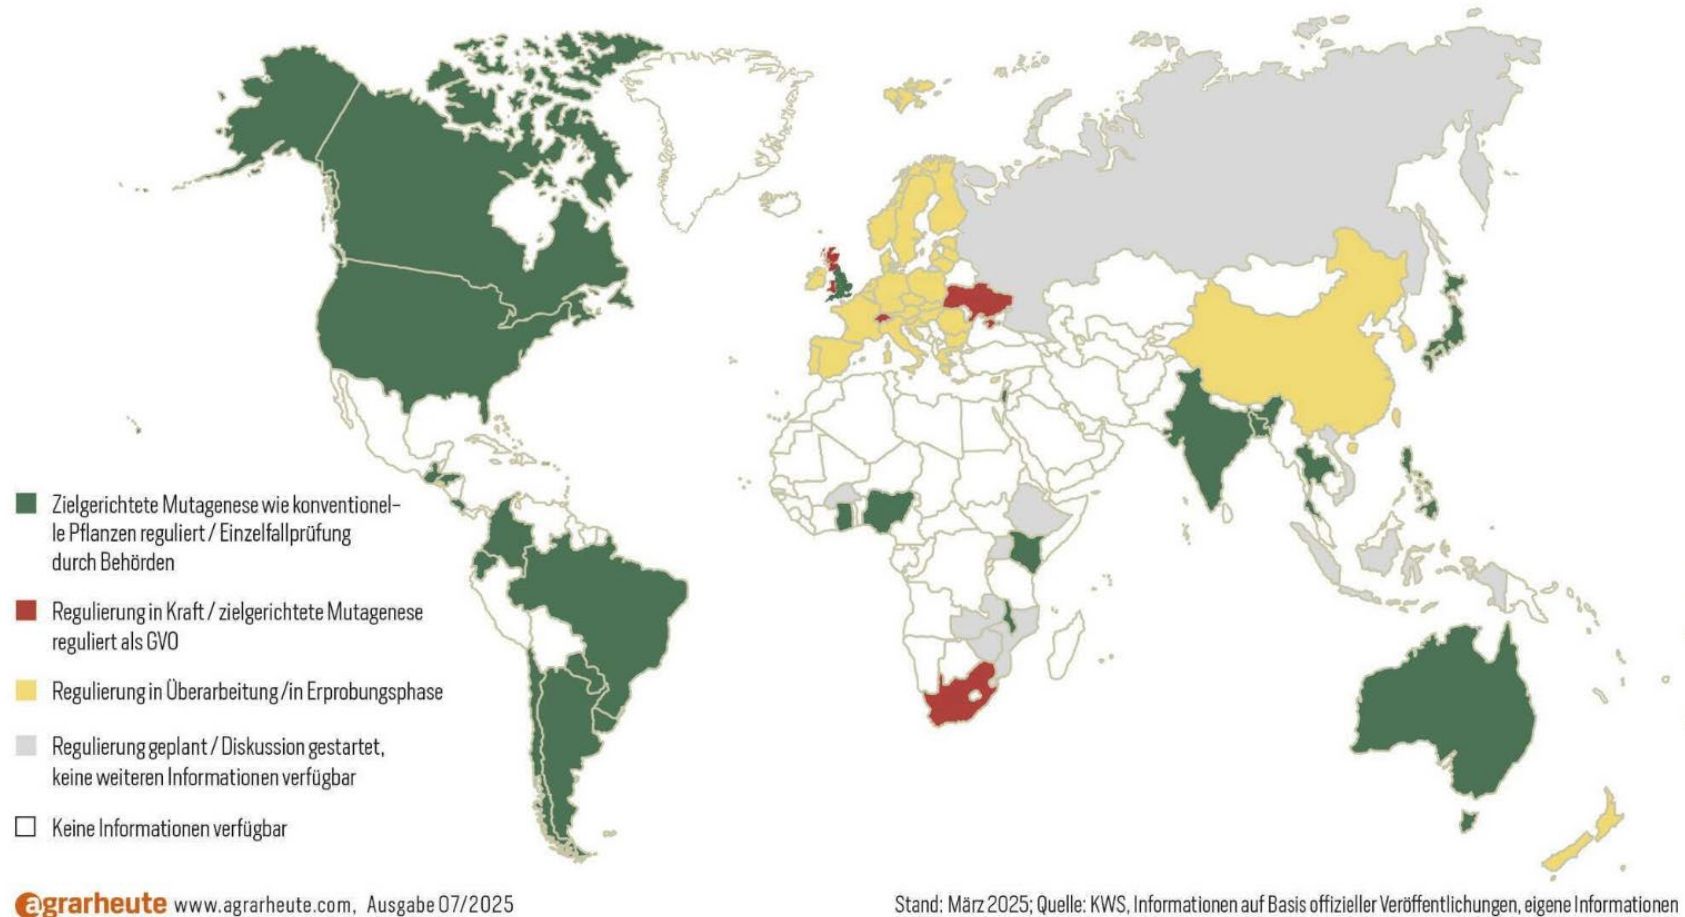 Zielgerichtete Mutagenese wie konventionel-
le Pflanzen reguliert / Einzelfallprüfung
durch Behörden
Regulierung in Kraft / zielgerichtete Mutagenese
reguliert als GVO
Regulierung in Überarbeitung /in Erprobungsphase
Regulierung geplant / Diskussion gestartet,
keine weiteren Informationen verfügbar
Keine Informationen verfügbar
agrarheute www.agrarheute.com, Ausgabe 07/2025
Stand: März 2025; Quelle: KWS, Informationen auf Basis offizieller Veröffentlichungen, eigene Informationen